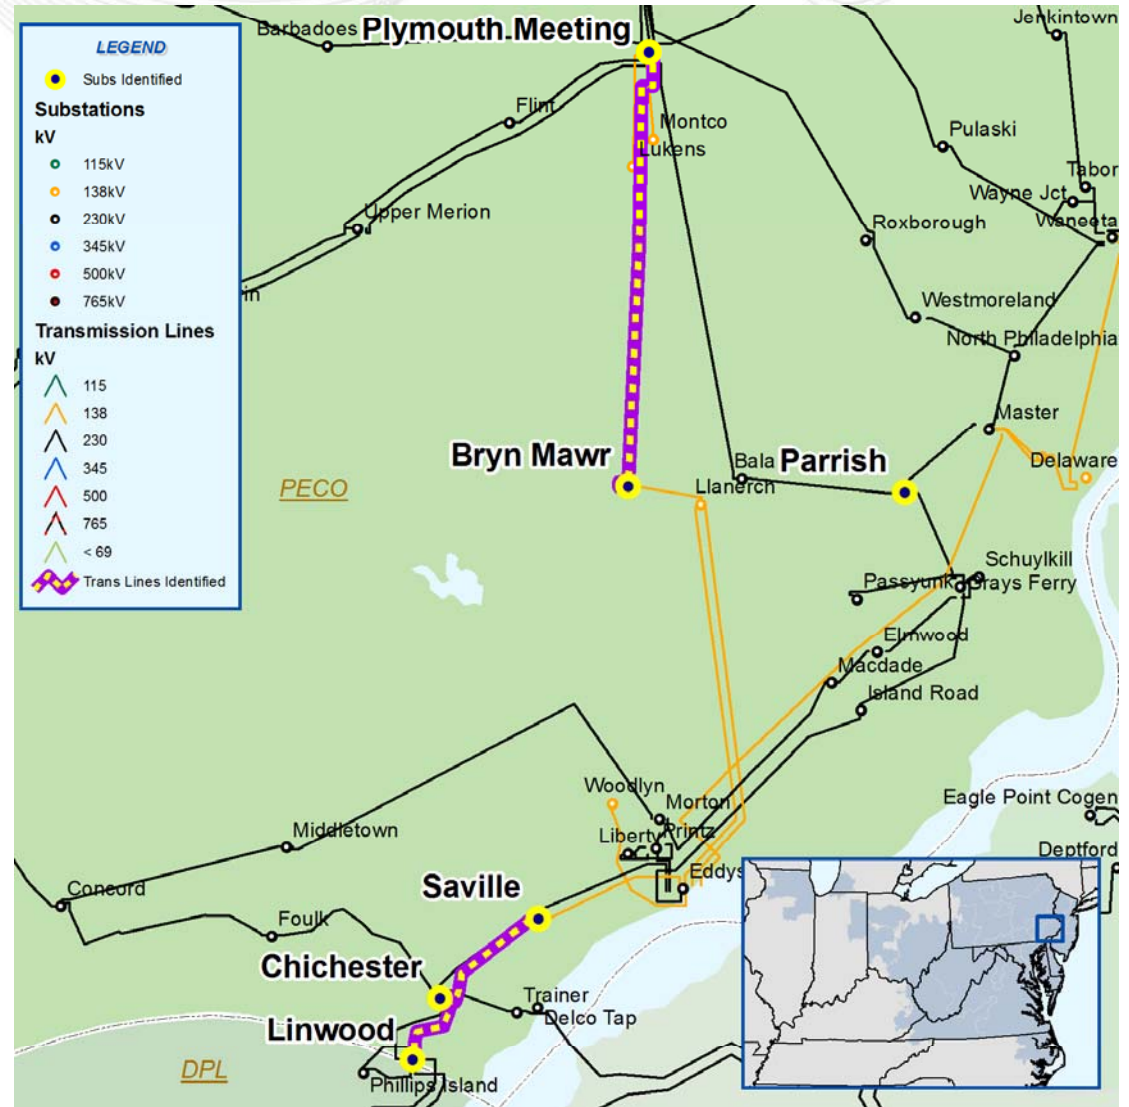 LEGEND
Subs Identified
Substations
kV
115kV
138kV
230kV
345kV
500kV
765kV
Transmission Lines
kV
115
138
230
345
500
765
< 69
Trans Lines Identified
Barbadoes
Plymouth Meeting
Jenkintown
Flint
Montco
Lukens
Pulaski
Tabor
Wayne Jct
Waneeta
Upper Merion
Roxborough
in
Westmoreland
North Philadelphia
Master
Bryn Mawr
Bala
Parrish
Delaware
Llanerch
PECO
Schuylkill
Passyunk
Grays Ferry
Elmwood
Macdade
Island Road
Woodlyn
Morton
Eagle Point Cogen
Middletown
Liberty
Printz
Deptford
Eddys
Concord
Saville
Foulk
Chichester
Trainer
Delco Tap
Linwood
DPL
Phillips Island